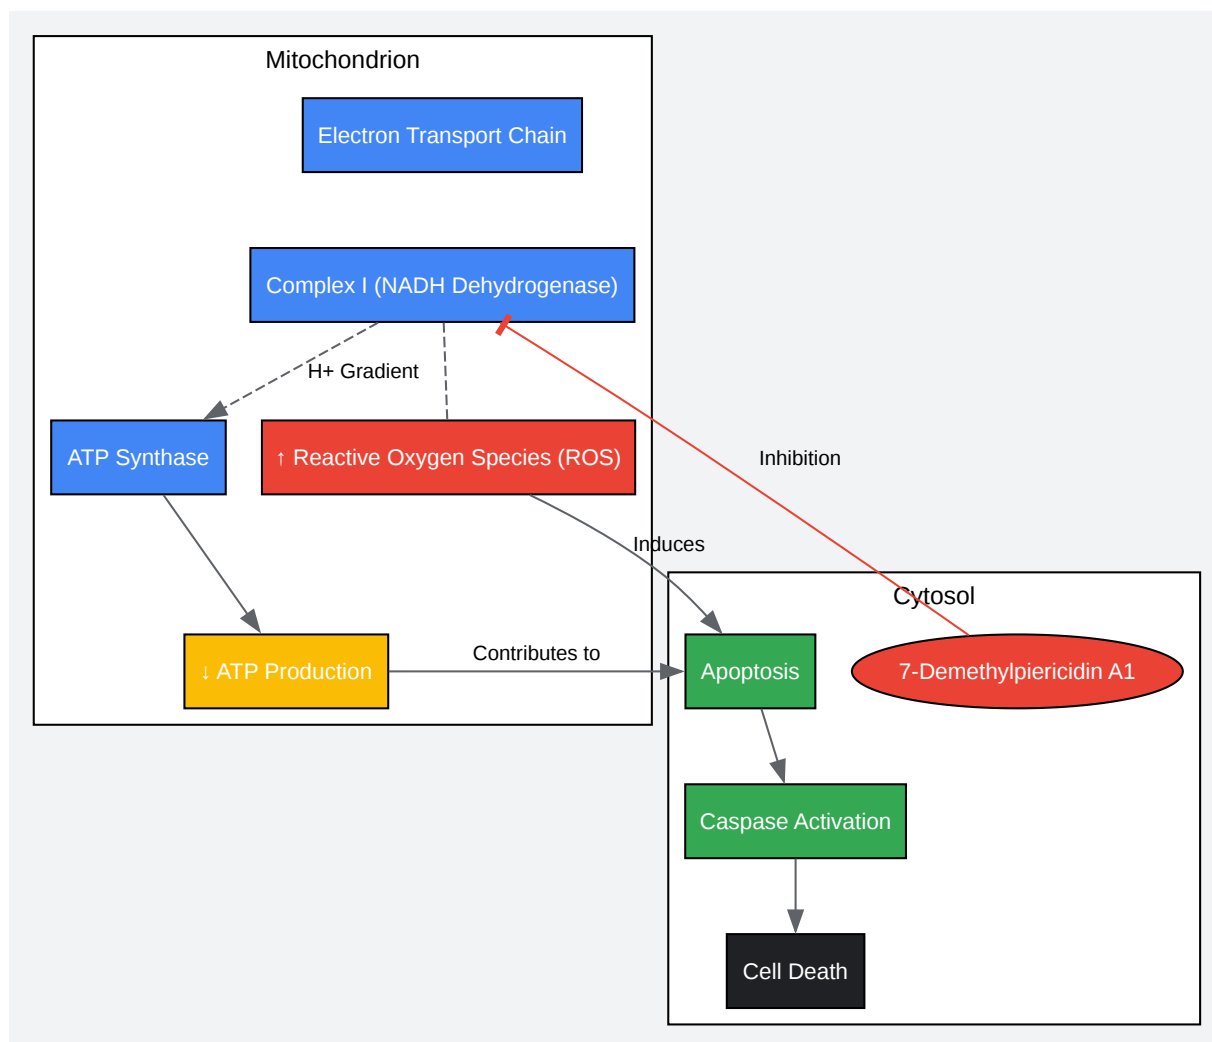 Mitochondrion
Electron Transport Chain
Complex I (NADH Dehydrogenase)
H+ Gradient
ATP Synthase
↑ Reactive Oxygen Species (ROS)
Inhibition
Induces
Cytosol
↓ ATP Production
Contributes to
Apoptosis
7-Demethylpiericidin A1
Caspase Activation
Cell Death